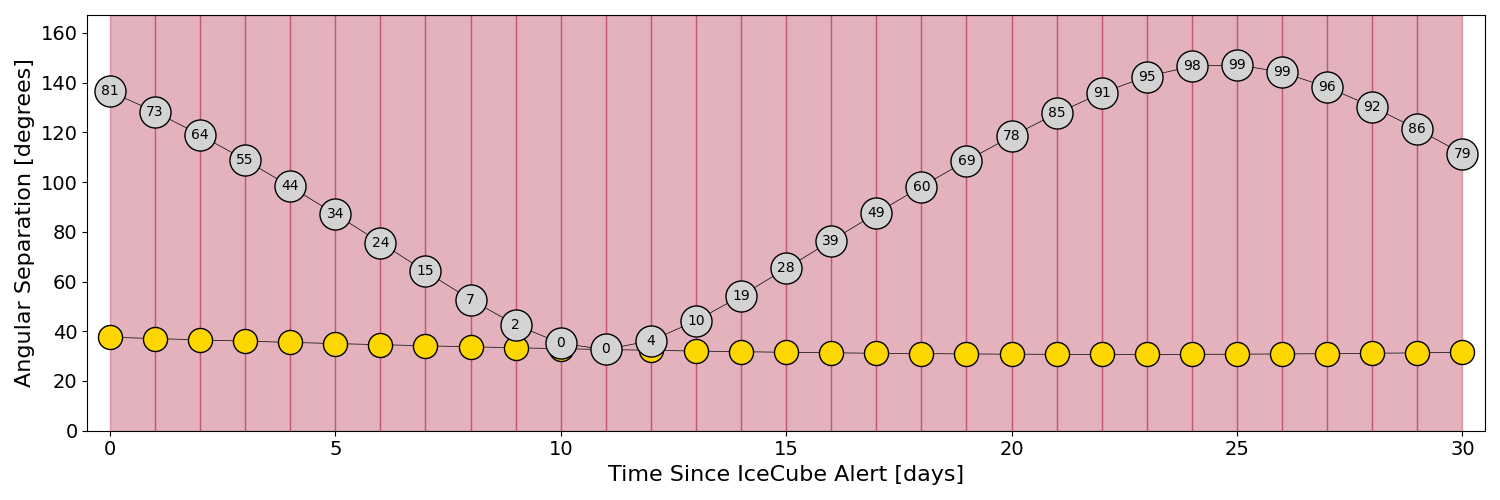 Angular Separation [degrees]
160
140
120
100
80
60
40
20
0
81 73 64 55 44 34 24 15 7 2 0 0 4 10 19 28 39 49 60 69 78 85 91 95 98 99 99 96 92 86 79
0 5 10 15 20 25 30
Time Since IceCube Alert [days]